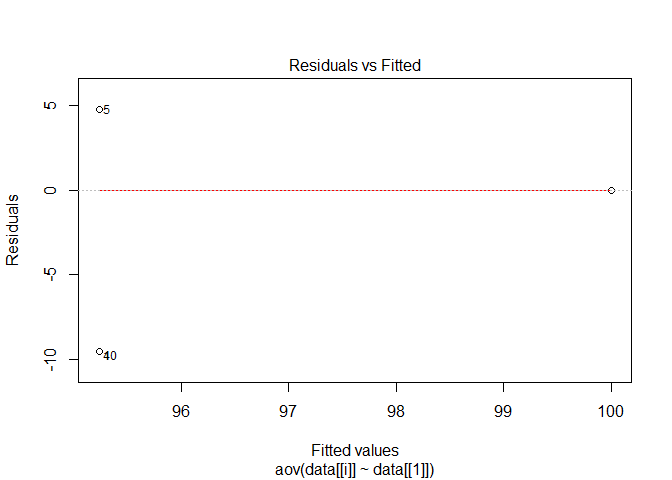 Residuals vs Fitted
5
0
-5
-10
Residuals
5
40
96
97
98
99
100
Fitted values
aov(data[[i]] ~ data[[1]])